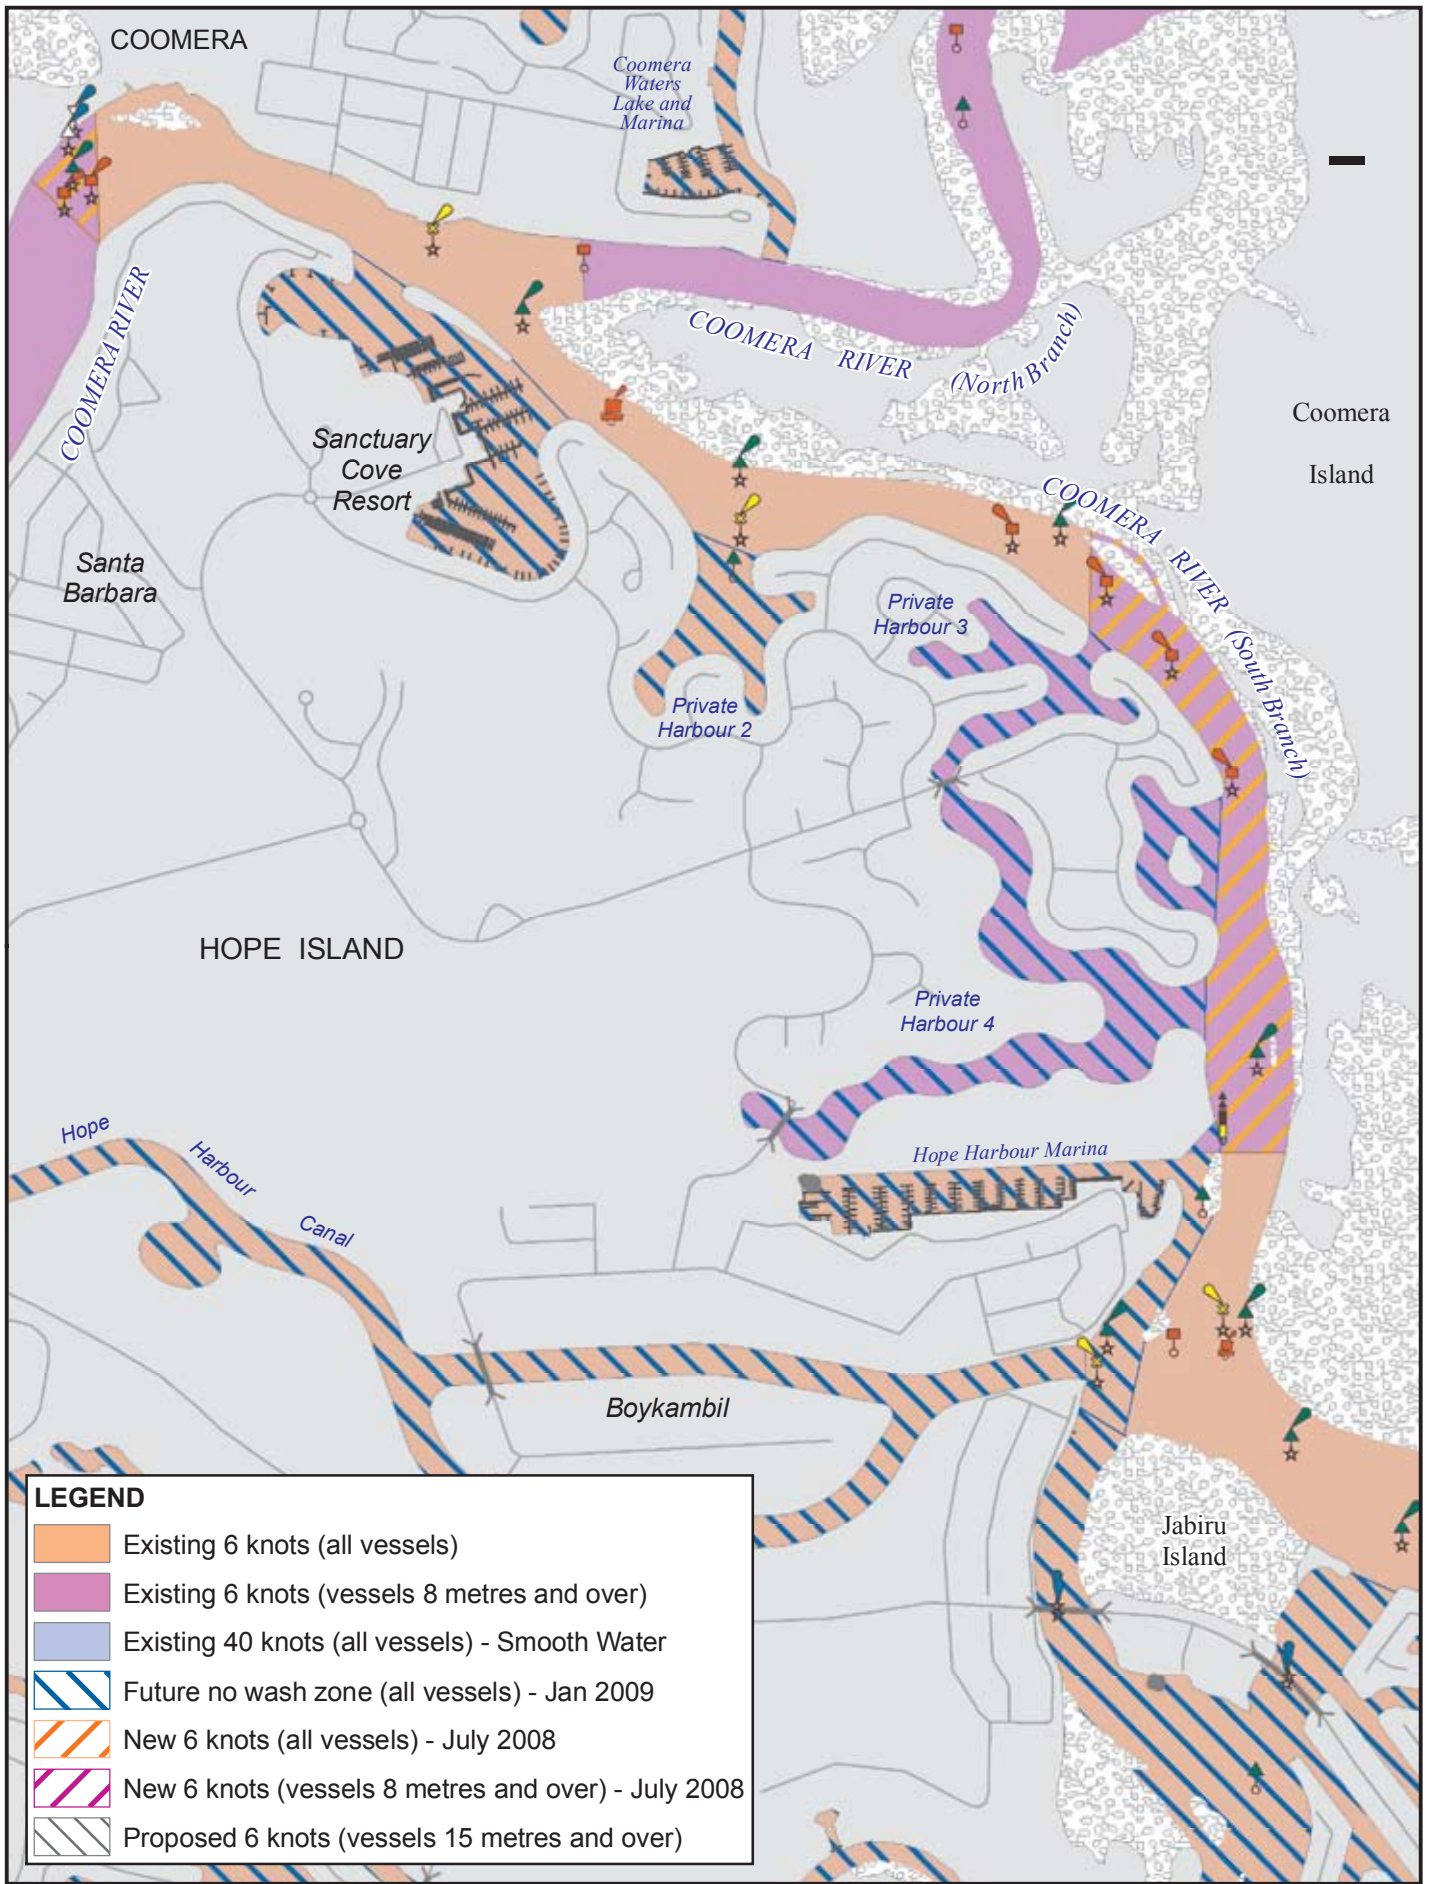 COOMERA
Coomera
Waters
Lake and
Marina
COOMERA RIVER
COOMERA RIVER (North Branch)
Coomera
Island
Sanctuary
Cove
Resort
Santa
Barbara
COOMERA RIVER (South Branch)
Private
Harbour 3
Private
Harbour 2
HOPE ISLAND
Private
Harbour 4
Hope Harbour Canal
Hope Harbour Marina
Boykambil
Jabiru
Island
LEGEND
Existing 6 knots (all vessels)
Existing 6 knots (vessels 8 metres and over)
Existing 40 knots (all vessels) - Smooth Water
Future no wash zone (all vessels) - Jan 2009
New 6 knots (all vessels) - July 2008
New 6 knots (vessels 8 metres and over) - July 2008
Proposed 6 knots (vessels 15 metres and over)